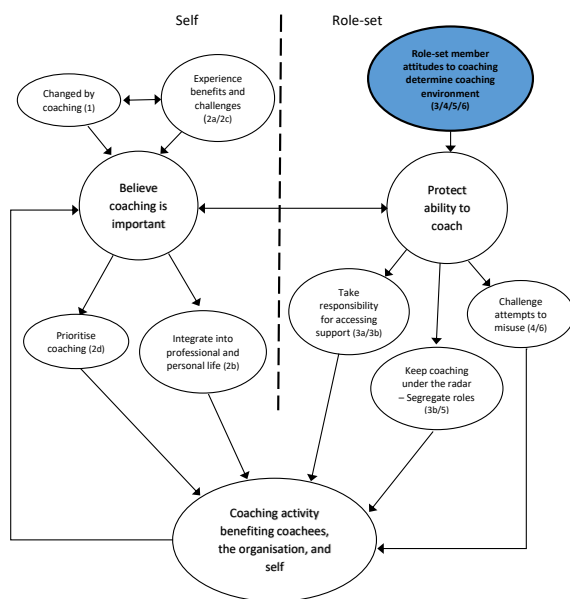 Self
Role-set
Role-set member
attitudes to coaching
determine coaching
environment
(3/4/5/6)
Changed by
coaching (1)
Experience
benefits and
challenges
(2a/2c)
Believe
coaching is
important
Protect
ability to
coach
Prioritise
coaching (2d)
Integrate into
professional and
personal life (2b)
Take
responsibility
for accessing
support (3a/3b)
Keep coaching
under the radar
– Segregate roles
(3b/5)
Challenge
attempts to
misuse (4/6)
Coaching activity
benefiting coachees,
the organisation, and
self